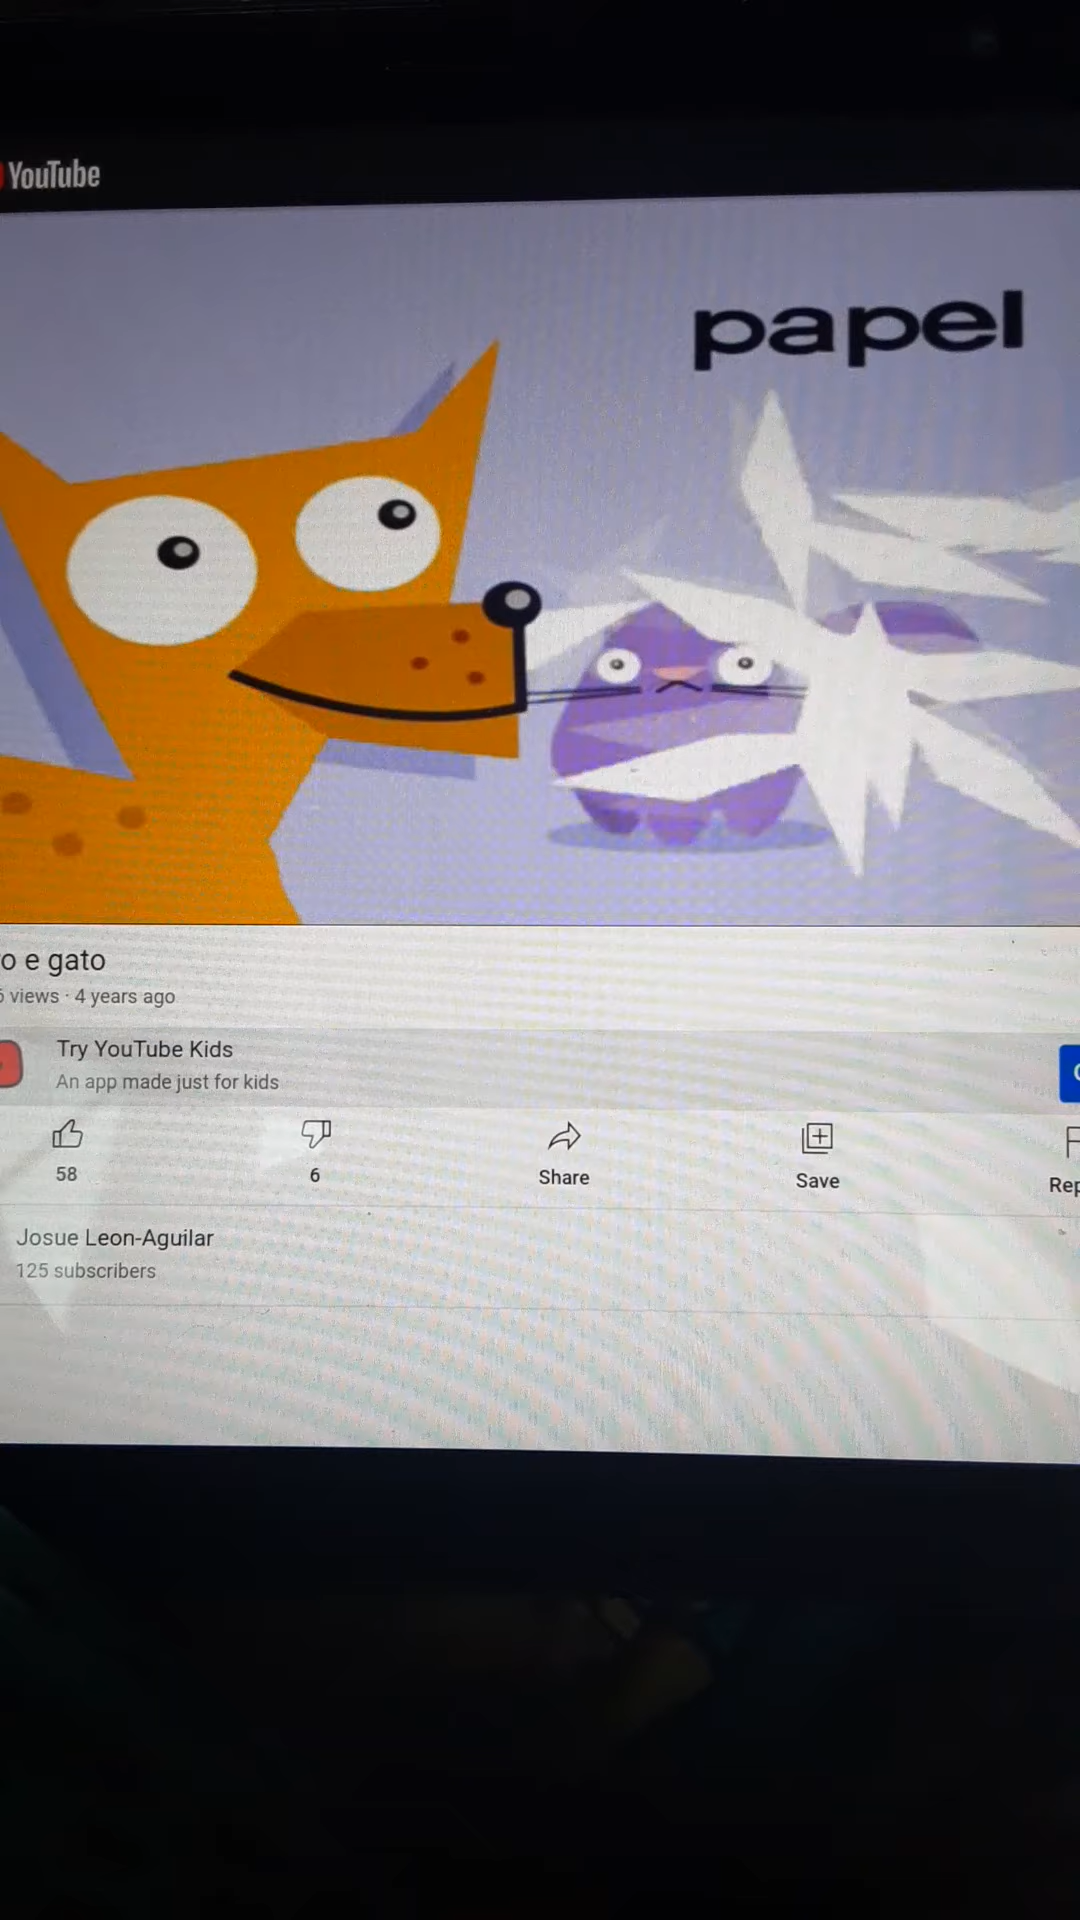 YouTube
papel
o e gato
views · 4 years ago
Try YouTube Kids
An app made just for kids
58
6
Share
Save
Rep
Josue Leon-Aguilar
125 subscribers